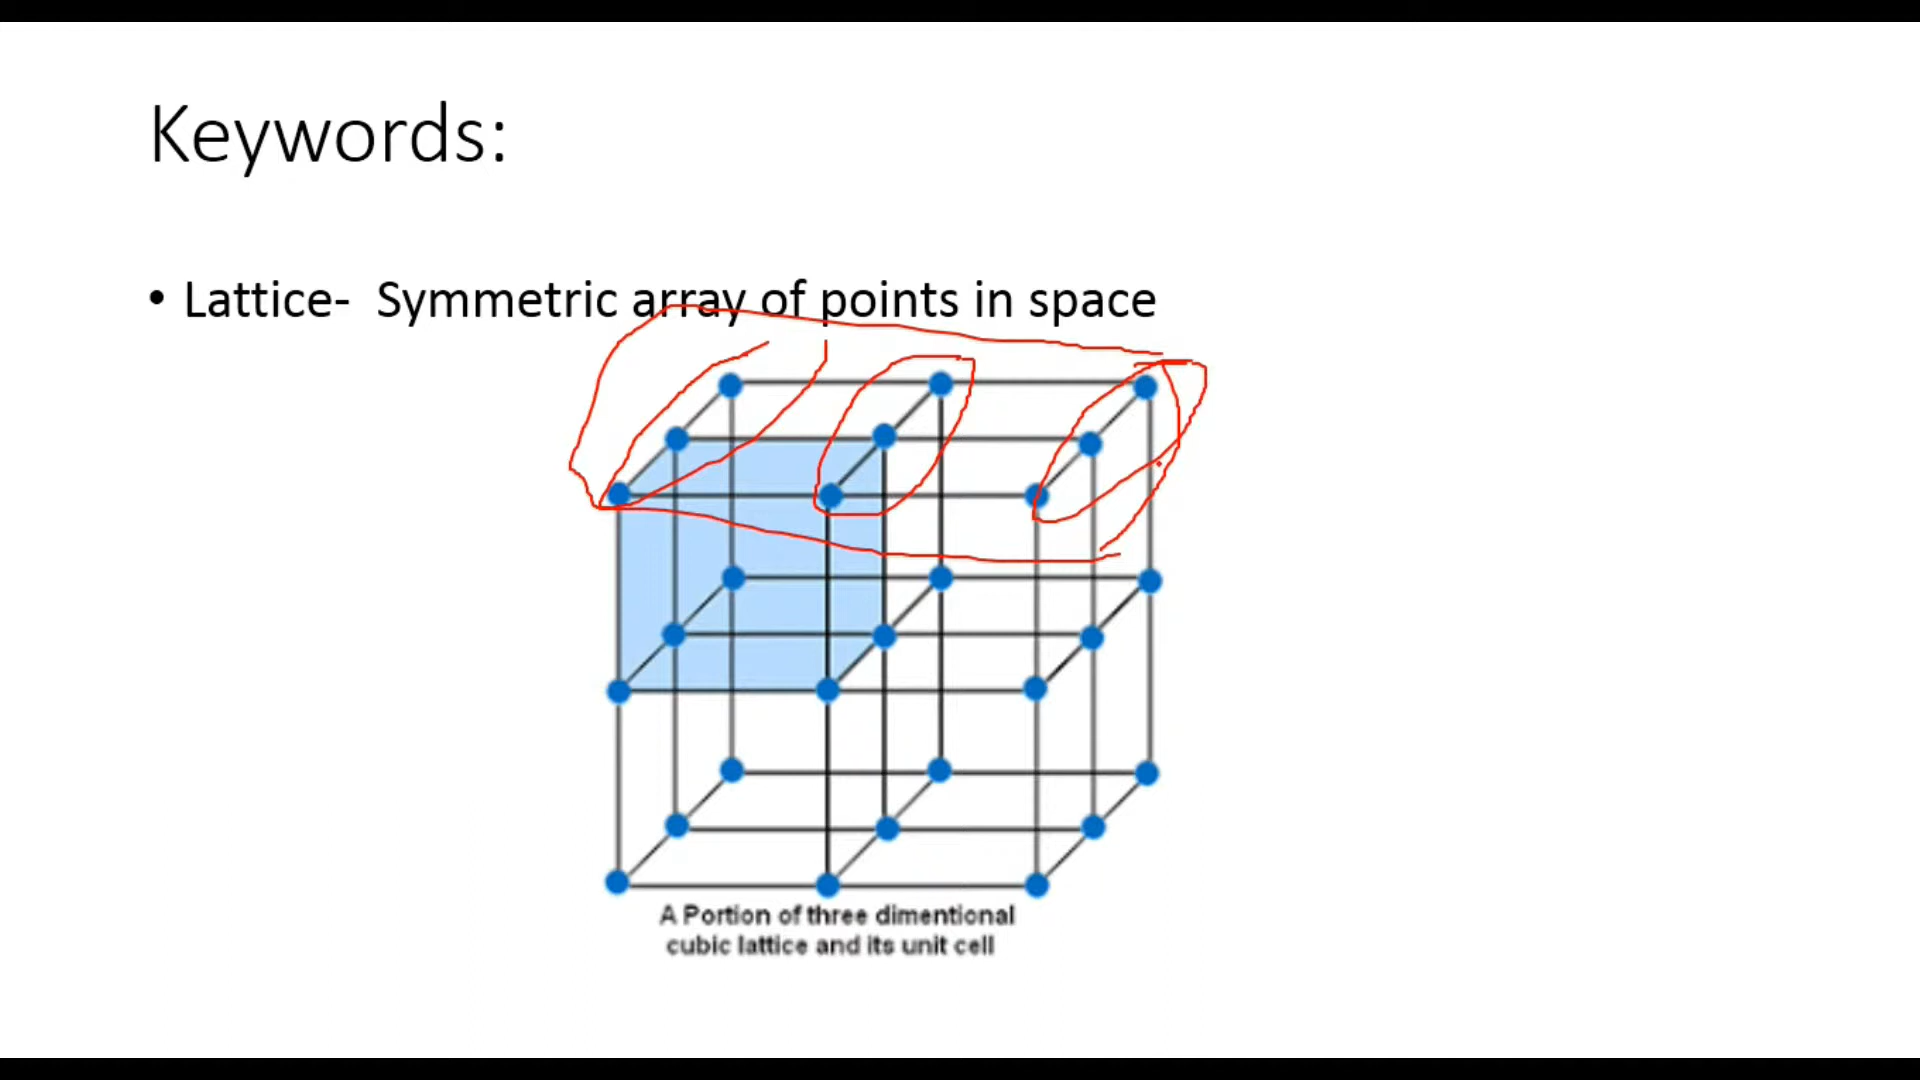 Keywords:
• Lattice- Symmetric array of points in space
A Portion of three dimentional
cubic lattice and its unit cell